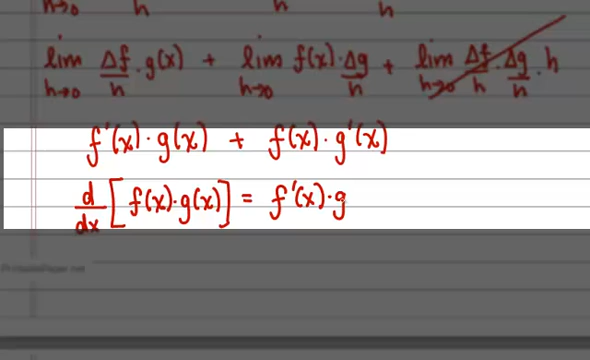 lim h→0 Δf/h · g(x) + lim h→0 f(x) · Δg/h + lim h→0 Δf/h · Δg/h · h
f'(x) · g(x) + f(x) · g'(x)
d/dx [f(x) · g(x)] = f'(x) · g